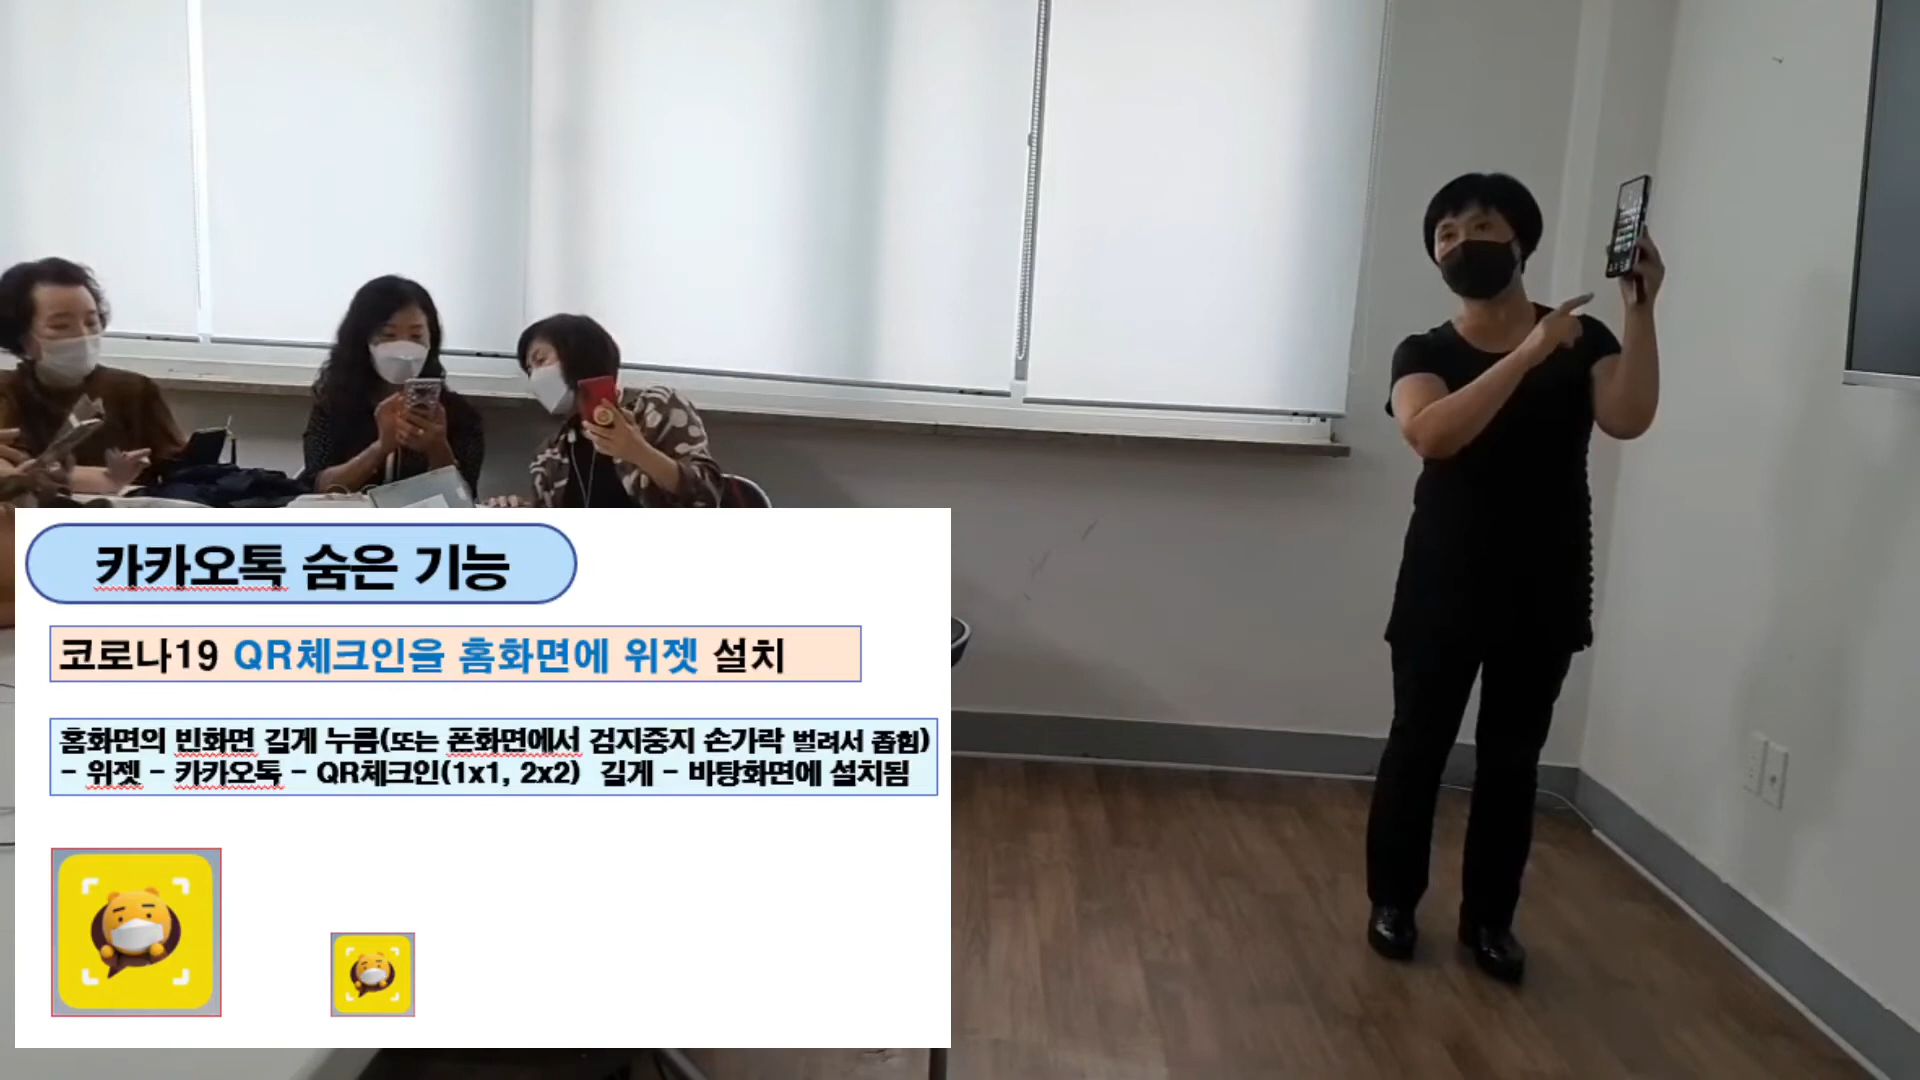 카카오톡 숨은 기능
코로나19 QR체크인을 홈화면에 위젯 설치
홈화면의 빈화면 길게 누름(또는 폰화면에서 검지중지 손가락 벌려서 좁힘)
- 위젯 - 카카오톡 - QR체크인(1x1, 2x2) 길게 - 바탕화면에 설치됨